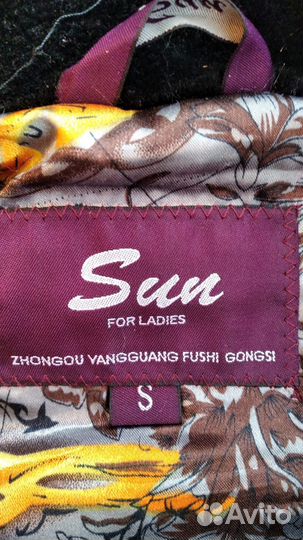 Sun
FOR LADIES
ZHONGOU YANGGUANG FUSHI GONGSI
S
Avito